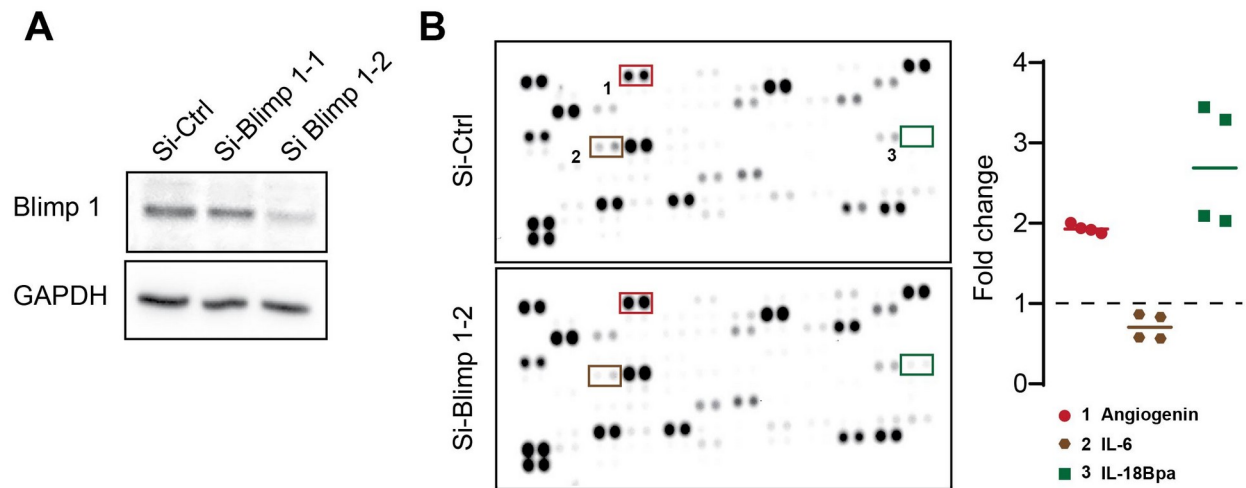 A
Si-Ctrl
Si-Blimp 1-1
Si Blimp 1-2
Blimp 1
GAPDH
B
Si-Ctrl
1
2
3
Si-Blimp 1-2
Fold change
4
3
2
1
0
1 Angiogenin
2 IL-6
3 IL-18Bpa